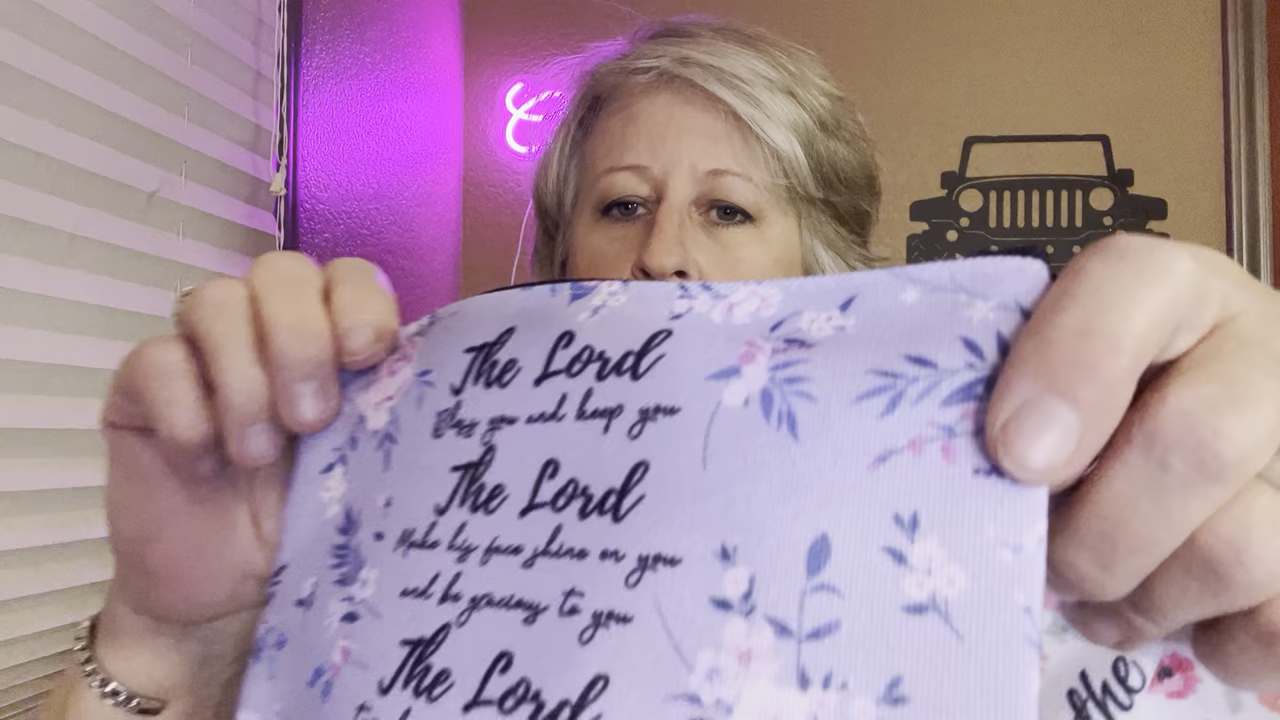 The Lord
Bless you and keep you
The Lord
Make his face shine on you
and be gracious to you
The Lord
the